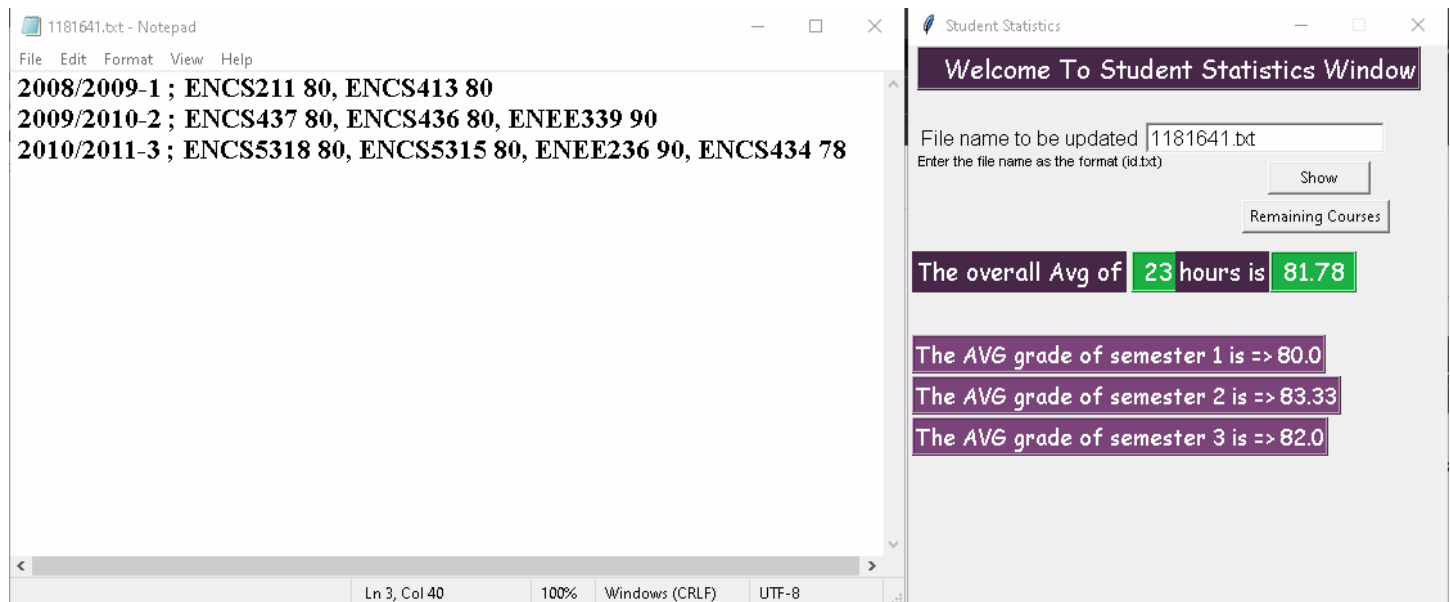 1181641.txt - Notepad
File Edit Format View Help
2008/2009-1 ; ENCS211 80, ENCS413 80
2009/2010-2 ; ENCS437 80, ENCS436 80, ENEE339 90
2010/2011-3 ; ENCS5318 80, ENCS5315 80, ENEE236 90, ENCS434 78
Ln 3, Col 40 100% Windows (CRLF) UTF-8
Student Statistics
Welcome To Student Statistics Window
File name to be updated 1181641.txt
Enter the file name as the format (id.txt)
Show
Remaining Courses
The overall Avg of 23 hours is 81.78
The AVG grade of semester 1 is => 80.0
The AVG grade of semester 2 is => 83.33
The AVG grade of semester 3 is => 82.0